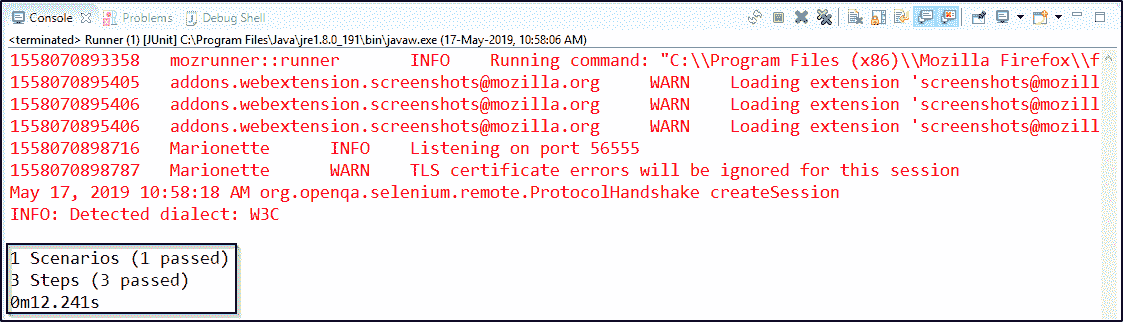 Console Problems Debug Shell
<terminated> Runner (1) [JUnit] C:\Program Files\Java\jre1.8.0_191\bin\javaw.exe (17-May-2019, 10:58:06 AM)
1558070893358 mozrunner::runner INFO Running command: "C:\\Program Files (x86)\\Mozilla Firefox\\f
1558070895405 addons.webextension.screenshots@mozilla.org WARN Loading extension 'screenshots@mozill
1558070895406 addons.webextension.screenshots@mozilla.org WARN Loading extension 'screenshots@mozill
1558070895406 addons.webextension.screenshots@mozilla.org WARN Loading extension 'screenshots@mozill
1558070898716 Marionette INFO Listening on port 56555
1558070898787 Marionette WARN TLS certificate errors will be ignored for this session
May 17, 2019 10:58:18 AM org.openqa.selenium.remote.ProtocolHandshake createSession
INFO: Detected dialect: W3C
1 Scenarios (1 passed)
3 Steps (3 passed)
0m12.241s